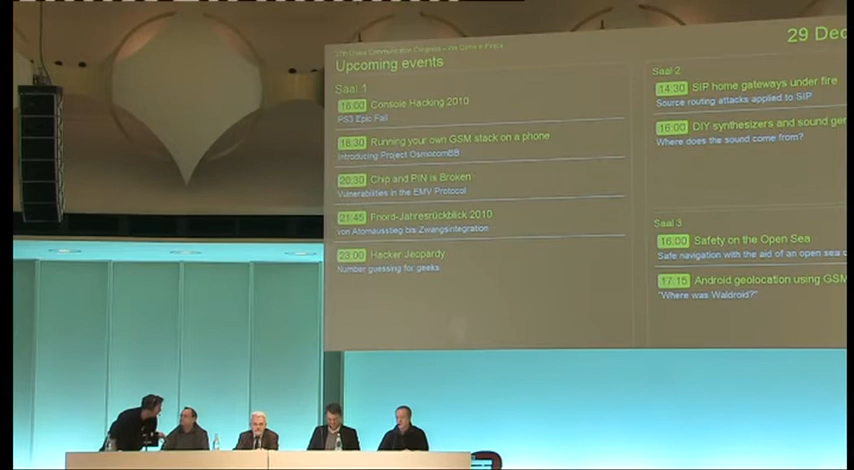 27th Chaos Communication Congress – We Come in Peace
29 Dec
Upcoming events
Saal 1
16:00 Console Hacking 2010
PS3 Epic Fail
18:30 Running your own GSM stack on a phone
Introducing Project OsmocomBB
20:30 Chip and PIN is Broken
Vulnerabilities in the EMV Protocol
21:45 Fnord-Jahresrückblick 2010
von Atomausstieg bis Zwangsintegration
23:00 Hacker Jeopardy
Number guessing for geeks
Saal 2
14:30 SIP home gateways under fire
Source routing attacks applied to SIP
16:00 DIY synthesizers and sound ger
Where does the sound come from?
Saal 3
16:00 Safety on the Open Sea
Safe navigation with the aid of an open sea c
17:15 Android geolocation using GSM
"Where was Waldroid?"